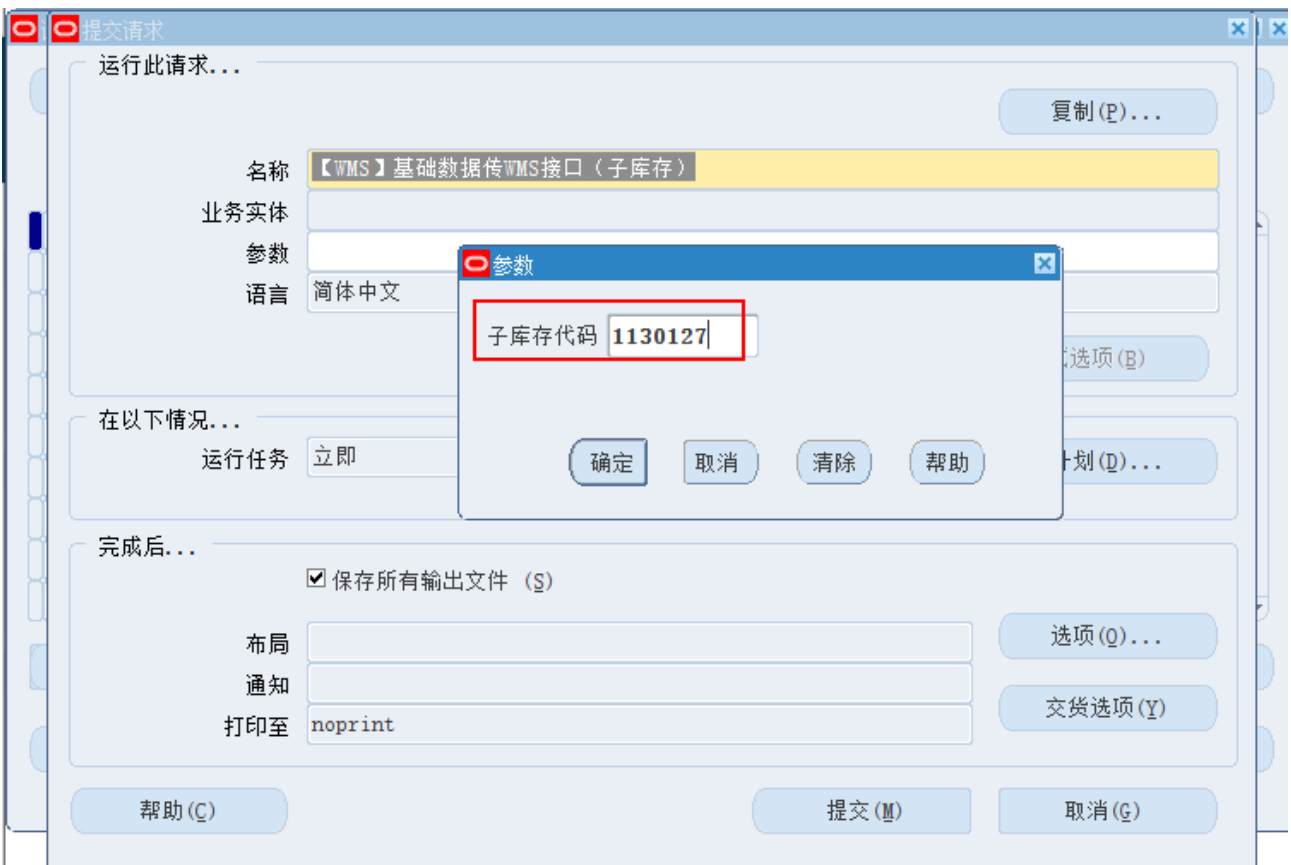 提交请求
运行此请求...
复制(P)...
名称 【WMS】基础数据传WMS接口（子库存）
业务实体
参数
语言 简体中文
参数
子库存代码 1130127
选项(B)
确定 取消 清除 帮助
在以下情况...
运行任务 立即
划(D)...
完成后...
保存所有输出文件 (S)
布局
选项(O)...
通知
交货选项(Y)
打印至 noprint
帮助(C) 提交(M) 取消(G)